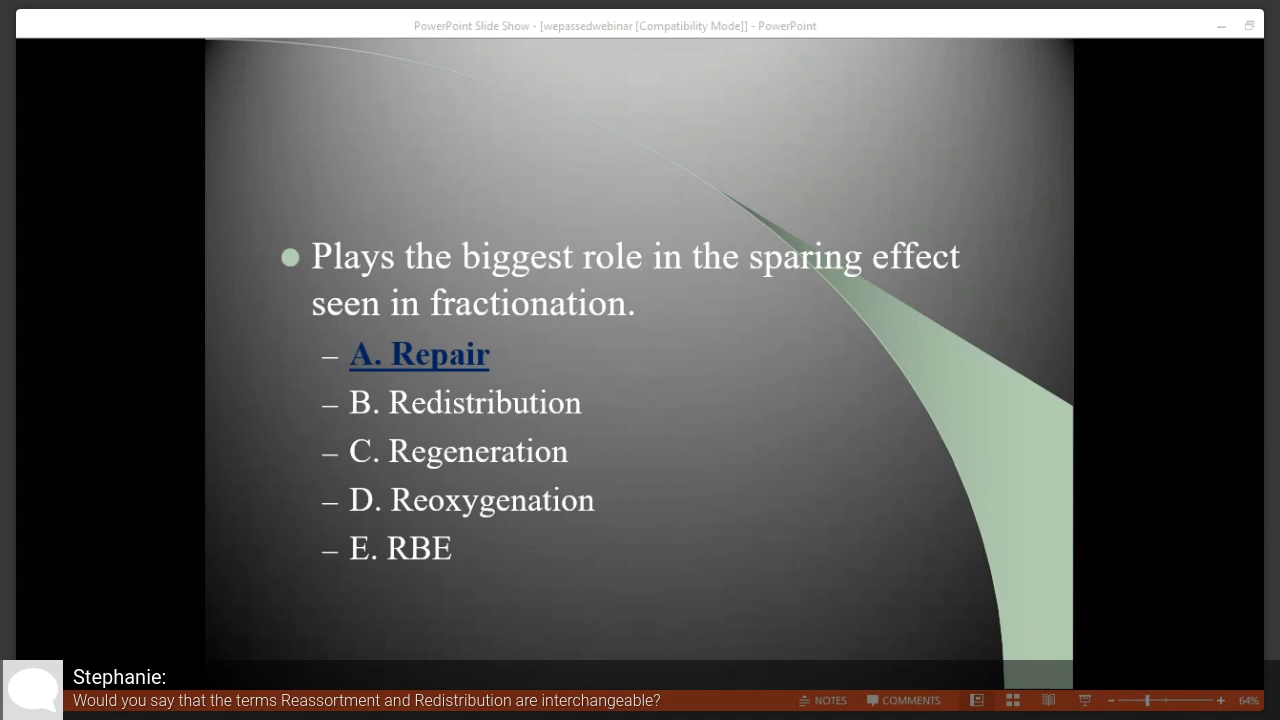 PowerPoint Slide Show - [wepassedwebinar [Compatibility Mode]] - PowerPoint
Plays the biggest role in the sparing effect
seen in fractionation.
– A. Repair
– B. Redistribution
– C. Regeneration
– D. Reoxygenation
– E. RBE
Stephanie:
Would you say that the terms Reassortment and Redistribution are interchangeable?
NOTES COMMENTS 64%